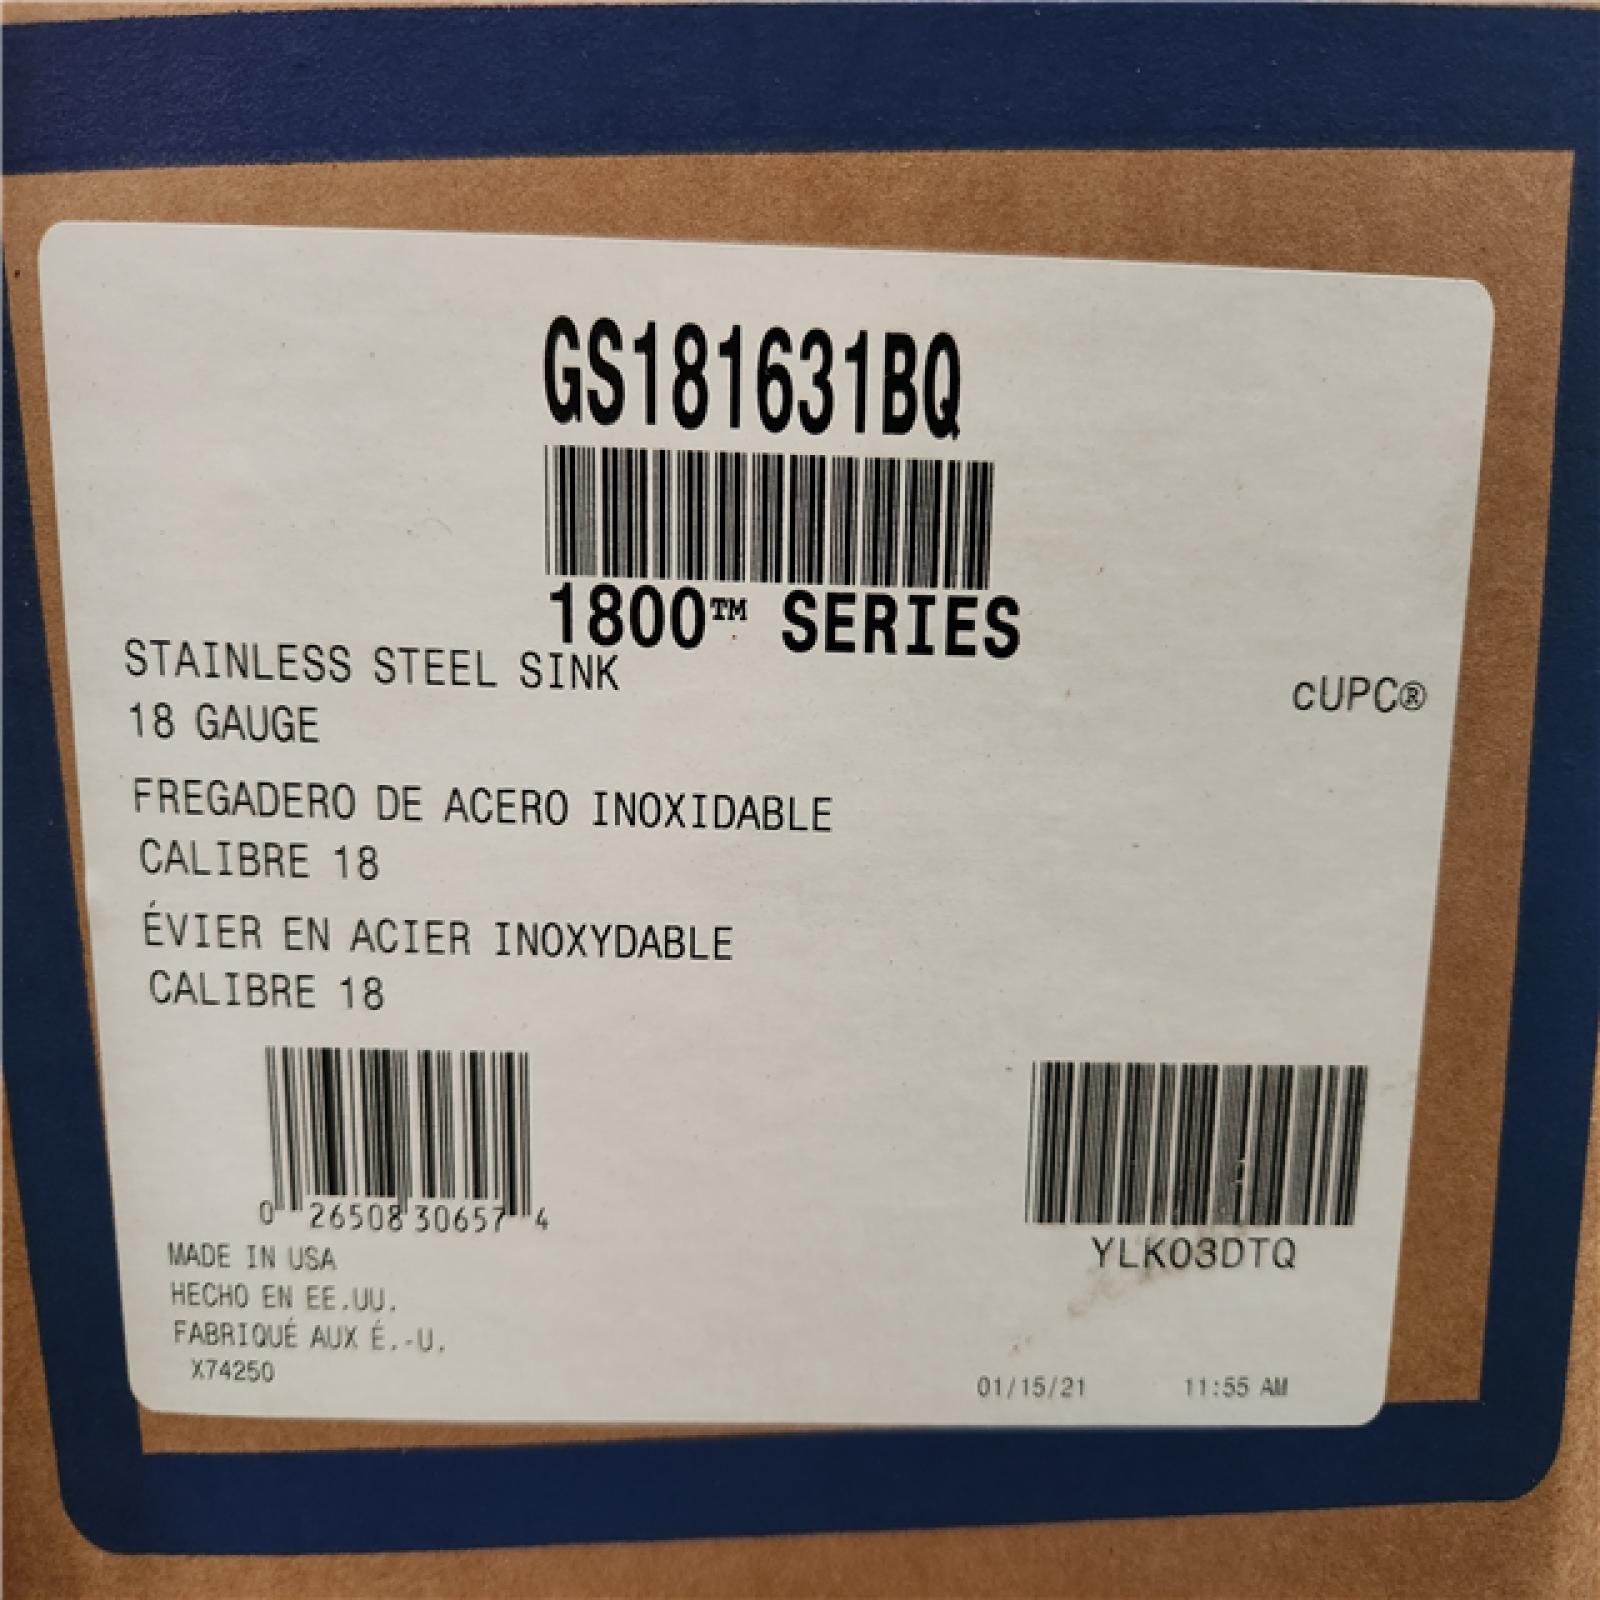 GS181631BQ
1800™ SERIES
STAINLESS STEEL SINK
18 GAUGE
cUPC®
FREGADERO DE ACERO INOXIDABLE
CALIBRE 18
ÉVIER EN ACIER INOXYDABLE
CALIBRE 18
0 26508 30657 4
YLK03DTQ
MADE IN USA
HECHO EN EE.UU.
FABRIQUÉ AUX É.-U.
X74250
01/15/21 11:55 AM